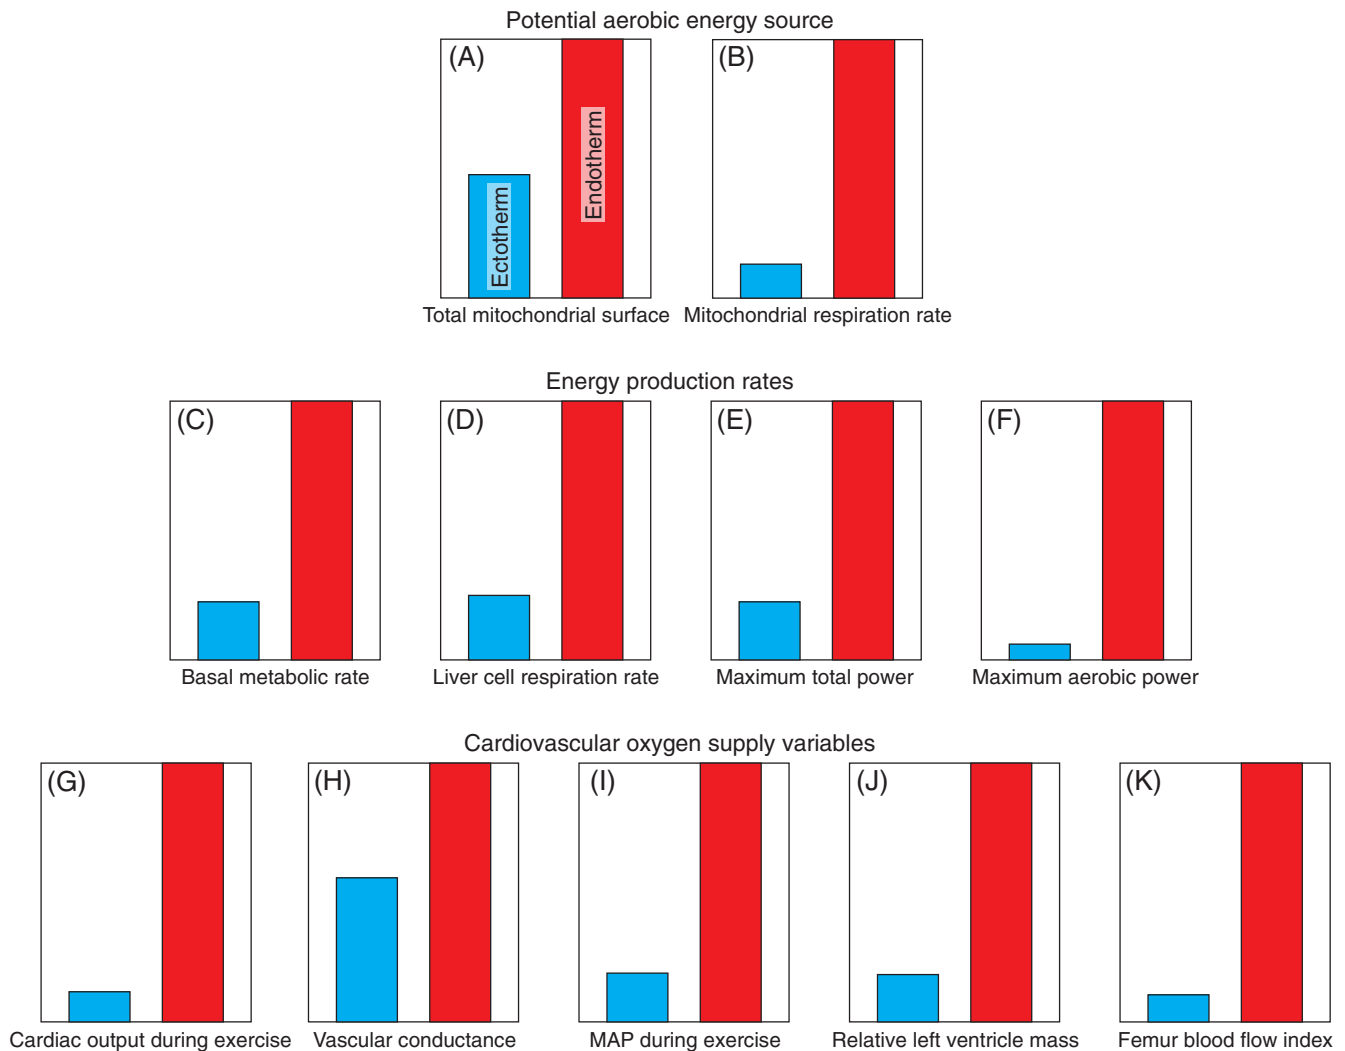 Potential aerobic energy source
(A)
(B)
Ectotherm
Endotherm
Total mitochondrial surface
Mitochondrial respiration rate
Energy production rates
(C)
(D)
(E)
(F)
Basal metabolic rate
Liver cell respiration rate
Maximum total power
Maximum aerobic power
Cardiovascular oxygen supply variables
(G)
(H)
(I)
(J)
(K)
Cardiac output during exercise
Vascular conductance
MAP during exercise
Relative left ventricle mass
Femur blood flow index